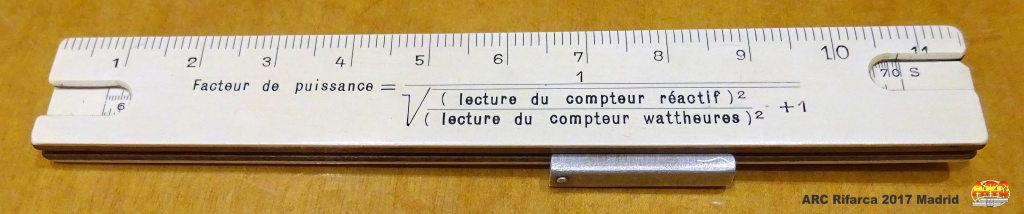 1 2 3 4 5 6 7 8 9 10 11
6
70 S
Facteur de puissance = 1
√ ( lecture du compteur réactif )2
( lecture du compteur wattheures )2 + 1
ARC Rifarca 2017 Madrid